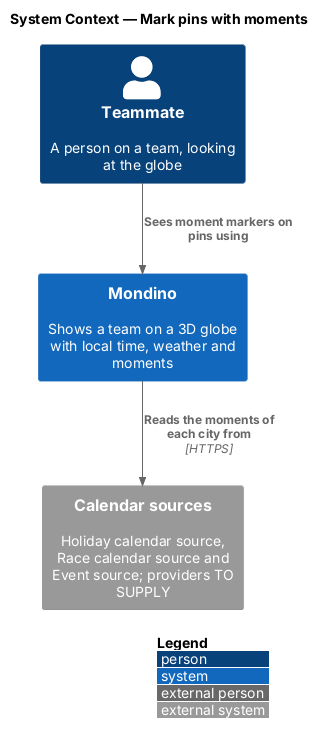 System Context — Mark pins with moments
Teammate
A person on a team, looking
at the globe
Sees moment markers on
pins using
Mondino
Shows a team on a 3D globe
with local time, weather and
moments
Reads the moments of
each city from
[HTTPS]
Calendar sources
Holiday calendar source,
Race calendar source and
Event source; providers TO
SUPPLY
Legend
person
system
external person
external system